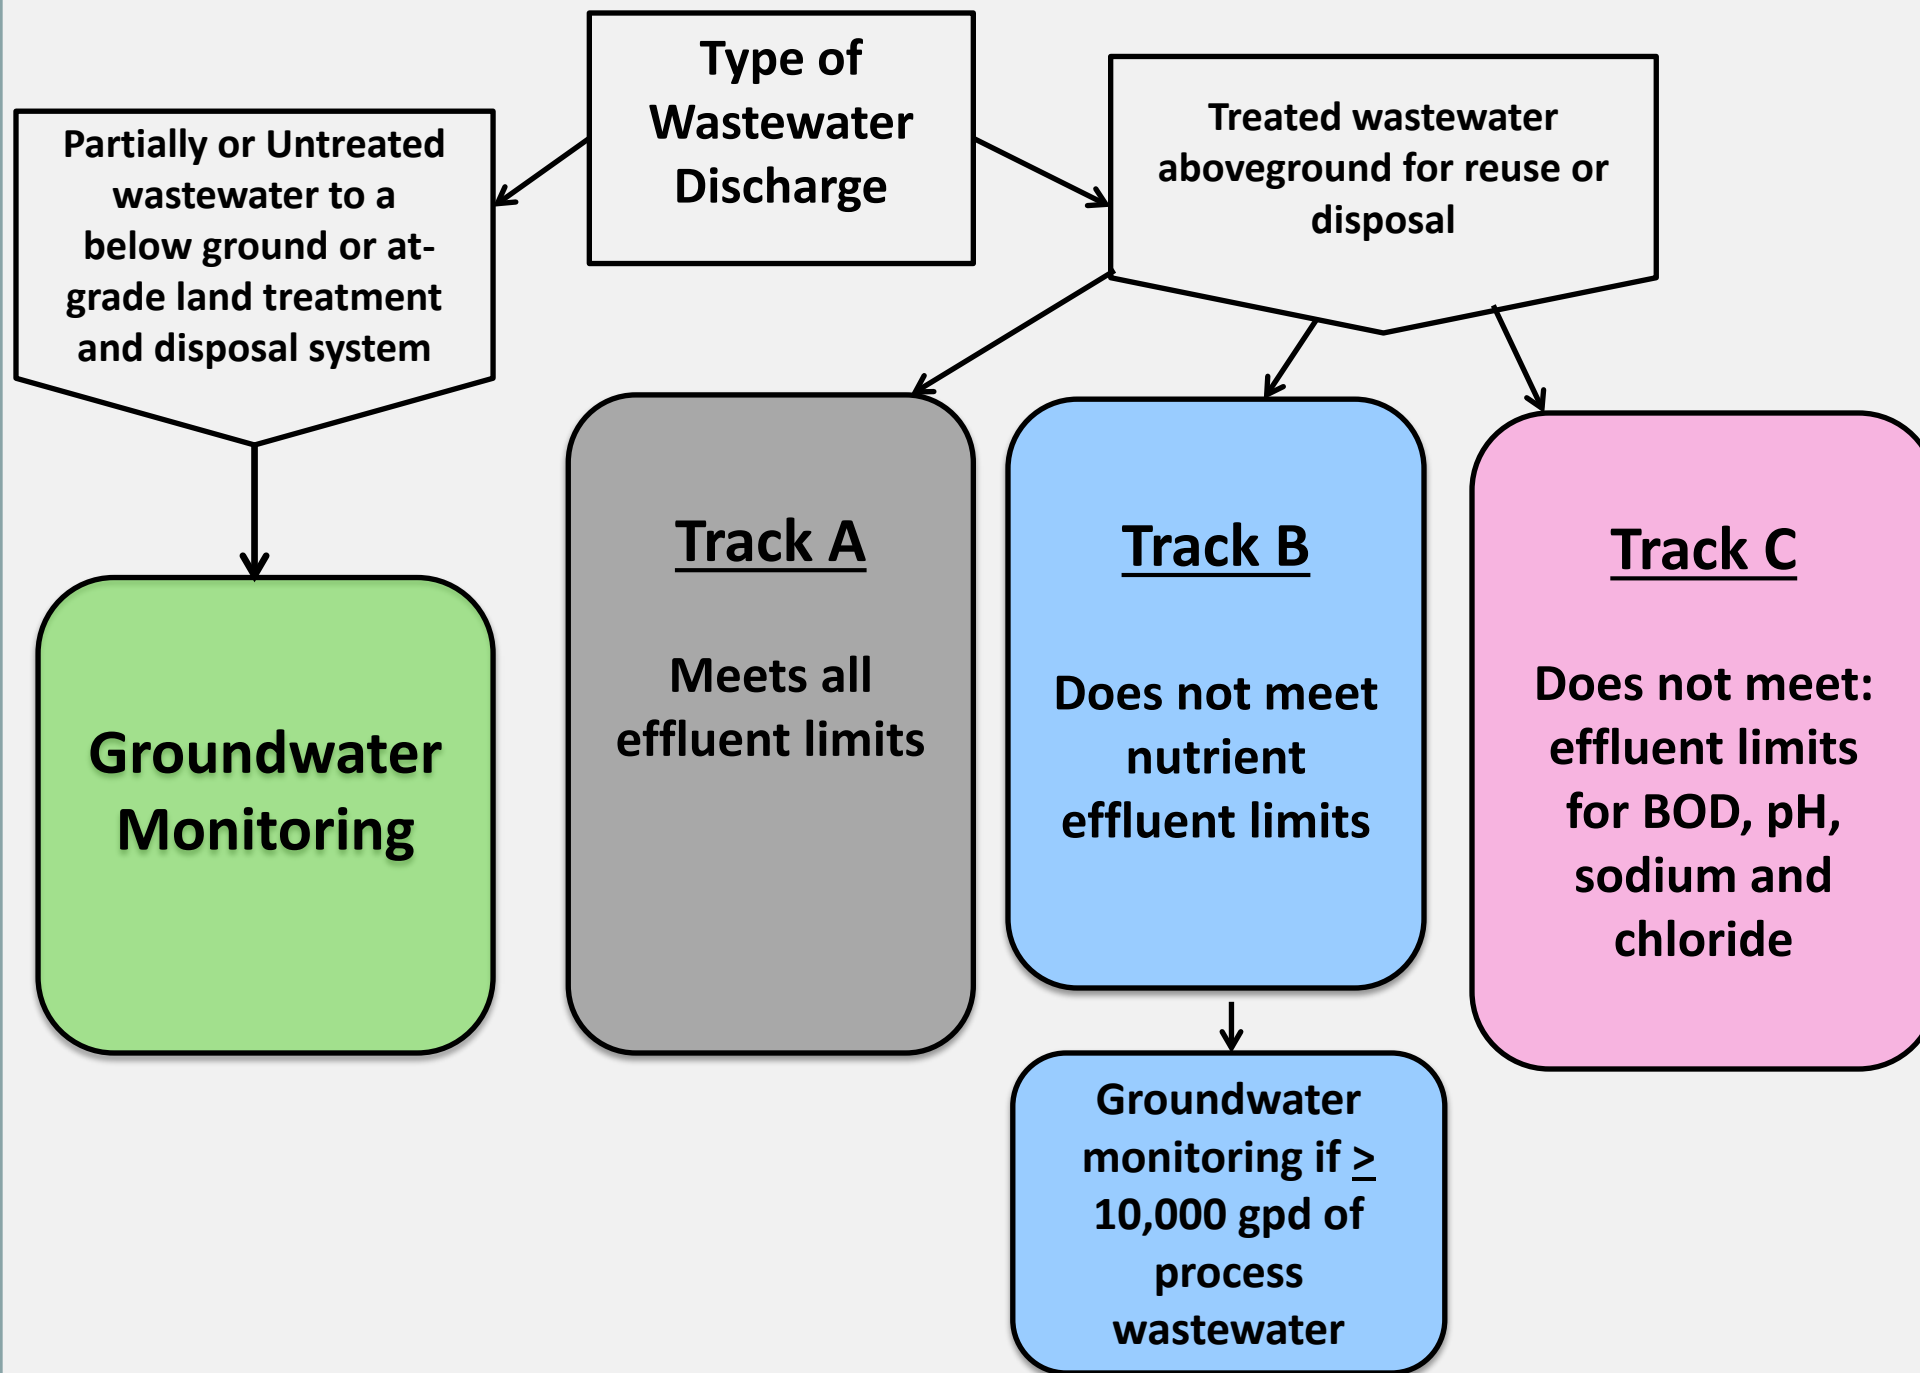 Type of
Wastewater
Discharge
Partially or Untreated
wastewater to a
below ground or at-
grade land treatment
and disposal system
Treated wastewater
aboveground for reuse or
disposal
Groundwater
Monitoring
Track A
Meets all
effluent limits
Track B
Does not meet
nutrient
effluent limits
Track C
Does not meet:
effluent limits
for BOD, pH,
sodium and
chloride
Groundwater
monitoring if >
10,000 gpd of
process
wastewater